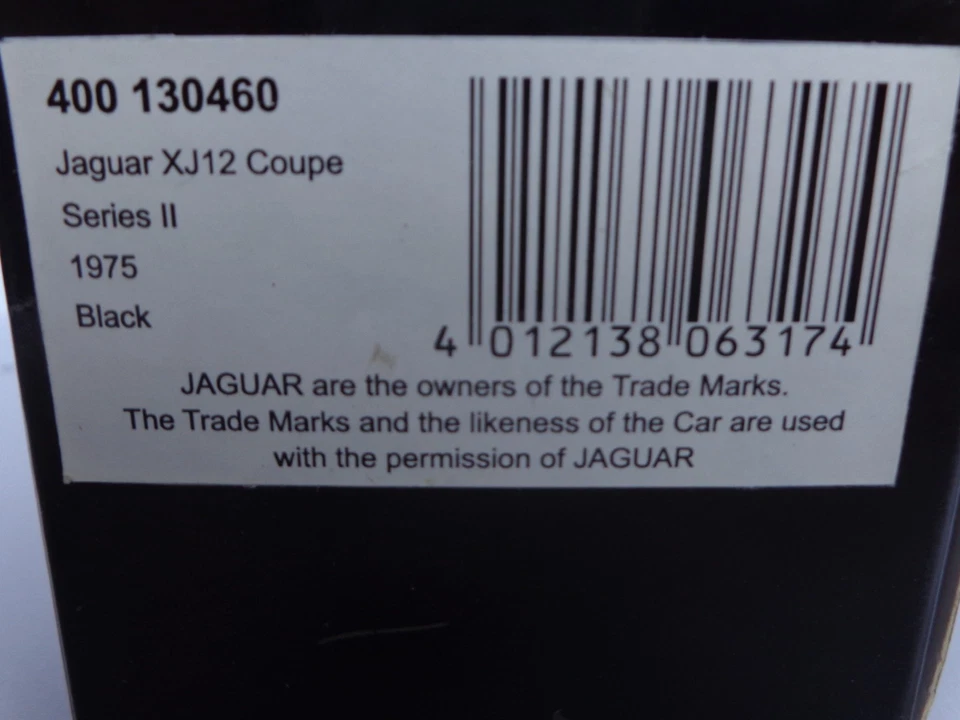 400 130460
Jaguar XJ12 Coupe
Series II
1975
Black
4 012138 063174
JAGUAR are the owners of the Trade Marks.
The Trade Marks and the likeness of the Car are used
with the permission of JAGUAR